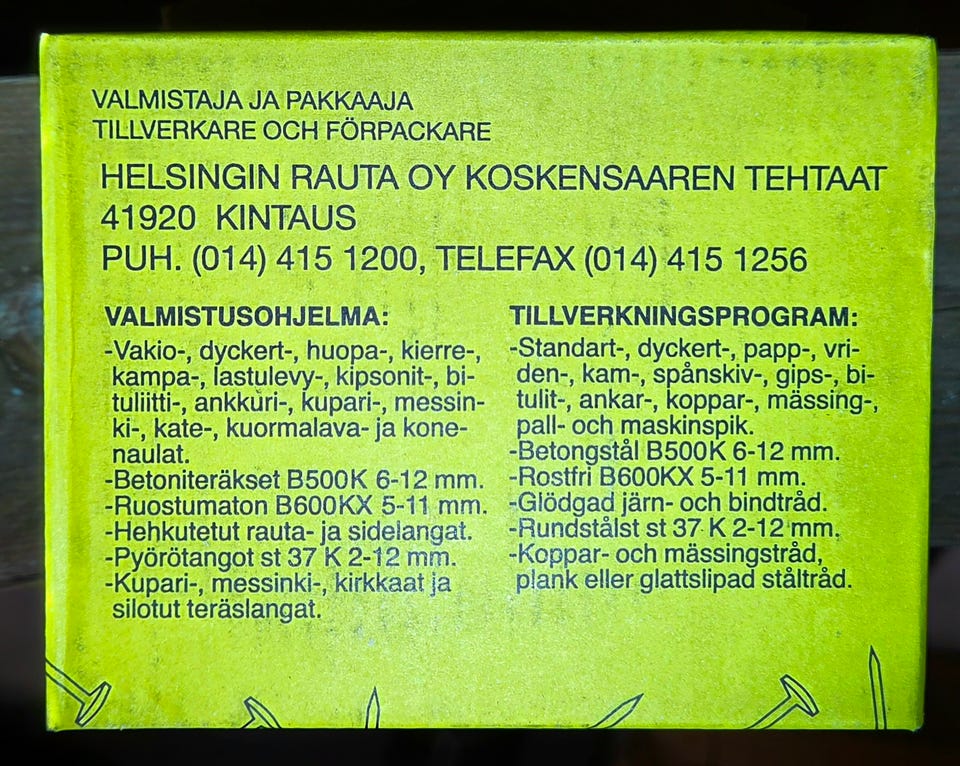 VALMISTAJA JA PAKKAAJA
TILLVERKARE OCH FÖRPACKARE
HELSINGIN RAUTA OY KOSKENSAAREN TEHTAAT
41920 KINTAUS
PUH. (014) 415 1200, TELEFAX (014) 415 1256
VALMISTUSOHJELMA:
-Vakio-, dyckert-, huopa-, kierre-,
kampa-, lastulevy-, kipsonit-, bi-
tuliitti-, ankkuri-, kupari-, messin-
ki-, kate-, kuormalava- ja kone-
naulat.
-Betoniteräkset B500K 6-12 mm.
-Ruostumaton B600KX 5-11 mm.
-Hehkutetut rauta- ja sidelangat.
-Pyörötangot st 37 K 2-12 mm.
-Kupari-, messinki-, kirkkaat ja
silotut teräslangat.
TILLVERKNINGSPROGRAM:
-Standart-, dyckert-, papp-, vri-
den-, kam-, spånskiv-, gips-, bi-
tulit-, ankar-, koppar-, mässing-,
pall- och maskinspik.
-Betongstål B500K 6-12 mm.
-Rostfri B600KX 5-11 mm.
-Glödgad järn- och bindtråd.
-Rundstålst st 37 K 2-12 mm.
-Koppar- och mässingstråd,
plank eller glattslipad ståltråd.